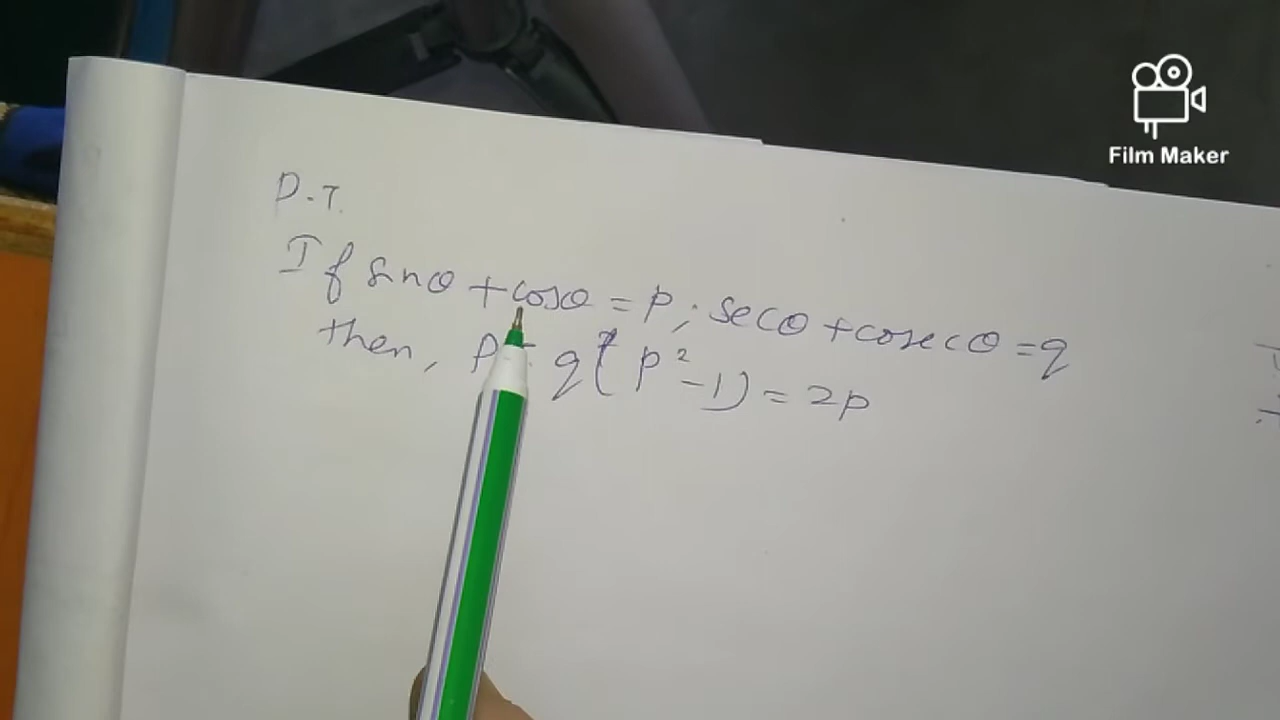 P.T.
If sinθ + cosθ = p; secθ + cosecθ = q
then, P.T. q(p² - 1) = 2p
Film Maker